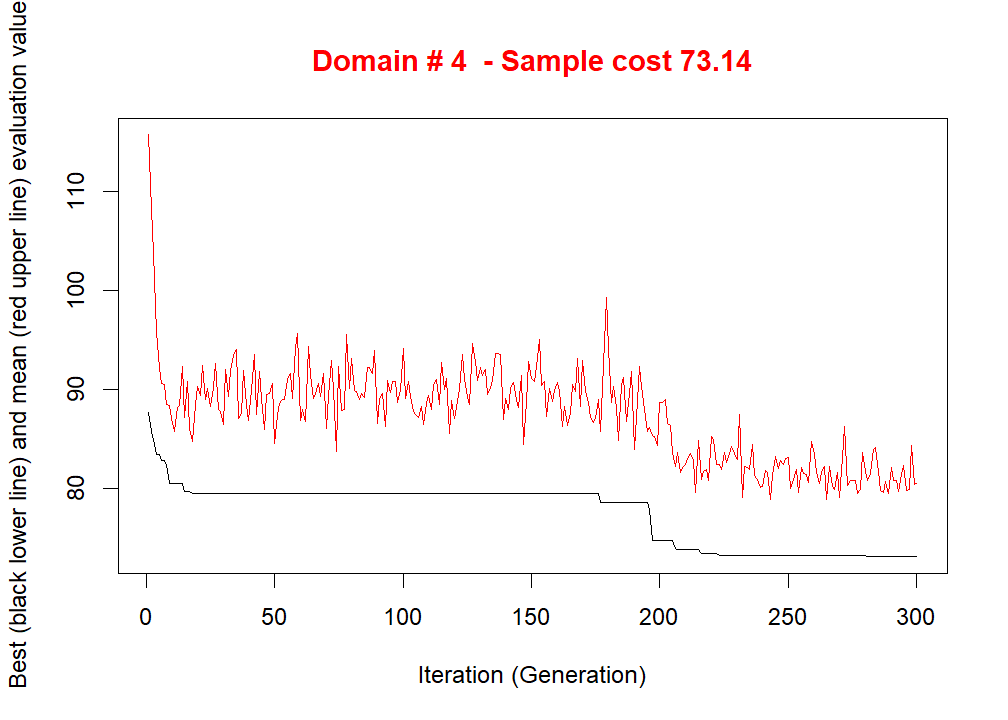 Domain # 4  - Sample cost 73.14
Best (black lower line) and mean (red upper line) evaluation value
110
100
90
80
0 50 100 150 200 250 300
Iteration (Generation)